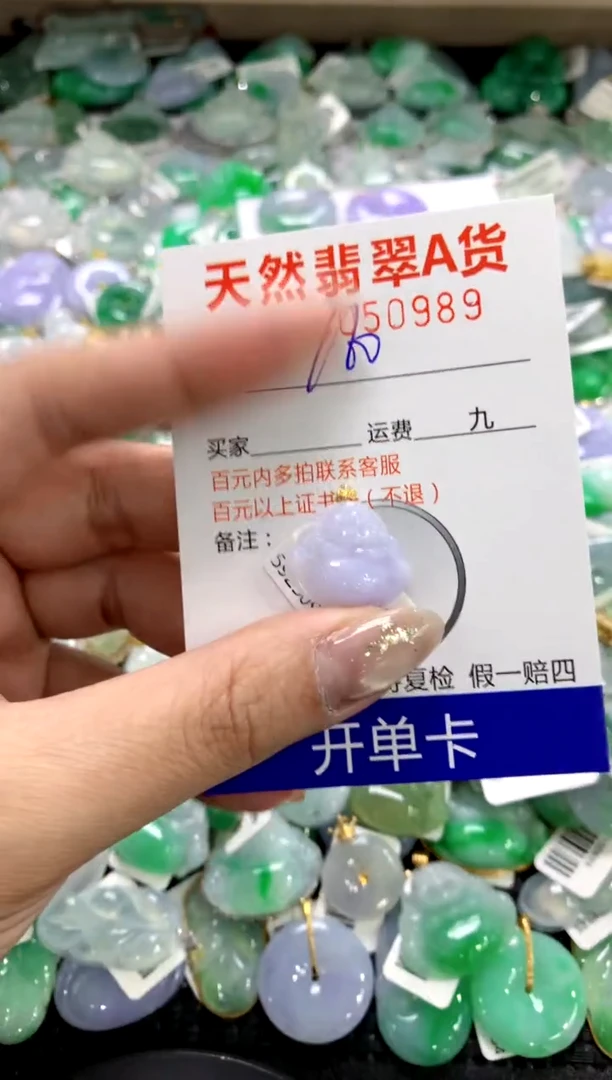 天然翡翠A货
50989
买家 运费 九
百元内多拍联系客服
百元以上证书 (不退)
备注:
复检 假一赔四
开单卡